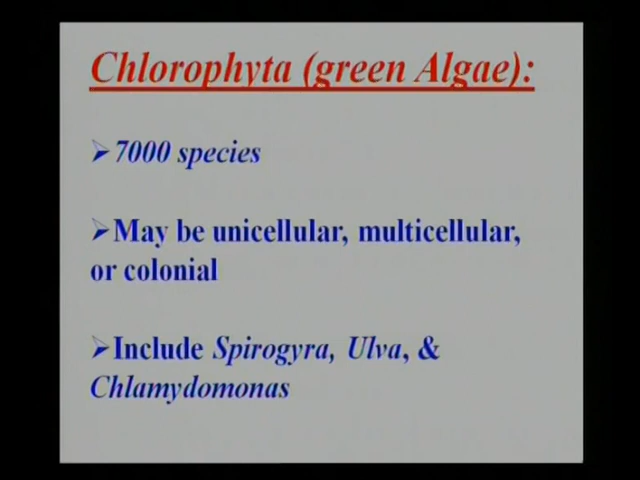 Chlorophyta (green Algae):
➢7000 species
➢May be unicellular, multicellular,
or colonial
➢Include Spirogyra, Ulva, &
Chlamydomonas